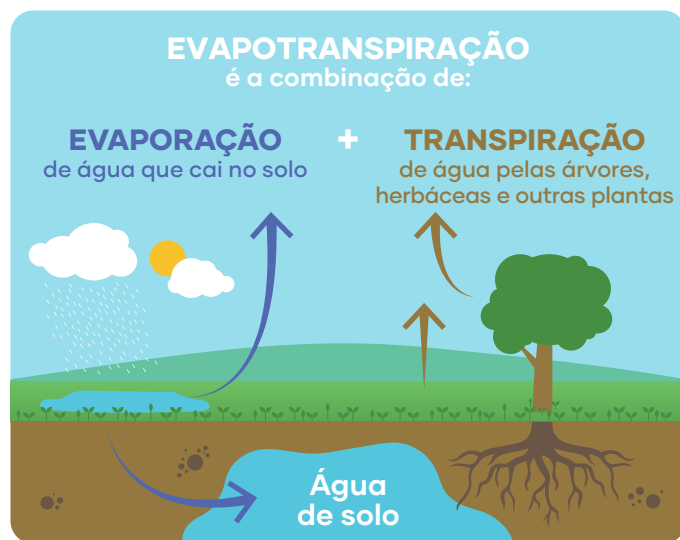 EVAPOTRANSPIRAÇÃO
é a combinação de:
EVAPORAÇÃO
de água que cai no solo
+
TRANSPIRAÇÃO
de água pelas árvores,
herbáceas e outras plantas
Água
de solo